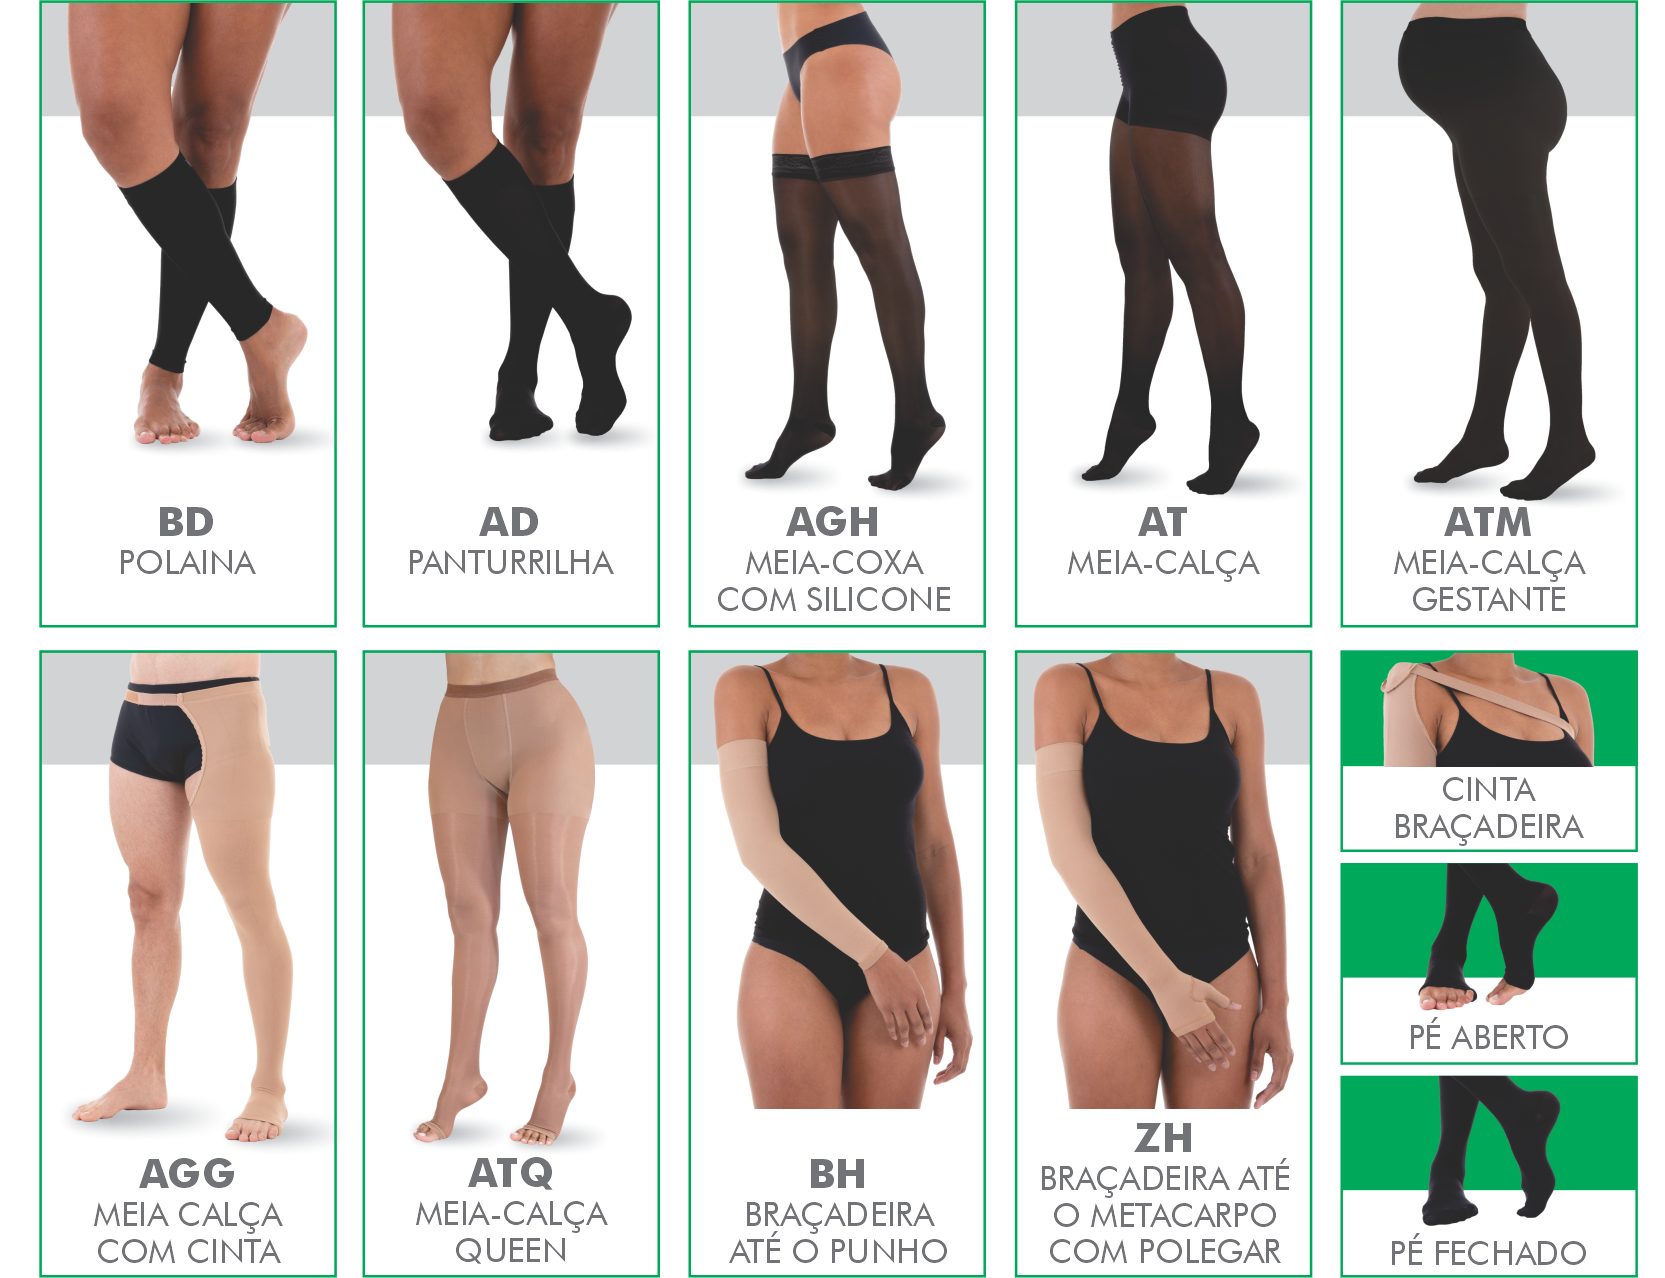 BD
POLAINA
AD
PANTURRILHA
AGH
MEIA-COXA
COM SILICONE
AT
MEIA-CALÇA
ATM
MEIA-CALÇA
GESTANTE
AGG
MEIA CALÇA
COM CINTA
ATQ
MEIA-CALÇA
QUEEN
BH
BRAÇADEIRA
ATÉ O PUNHO
ZH
BRAÇADEIRA ATÉ
O METACARPO
COM POLEGAR
CINTA
BRAÇADEIRA
PÉ ABERTO
PÉ FECHADO